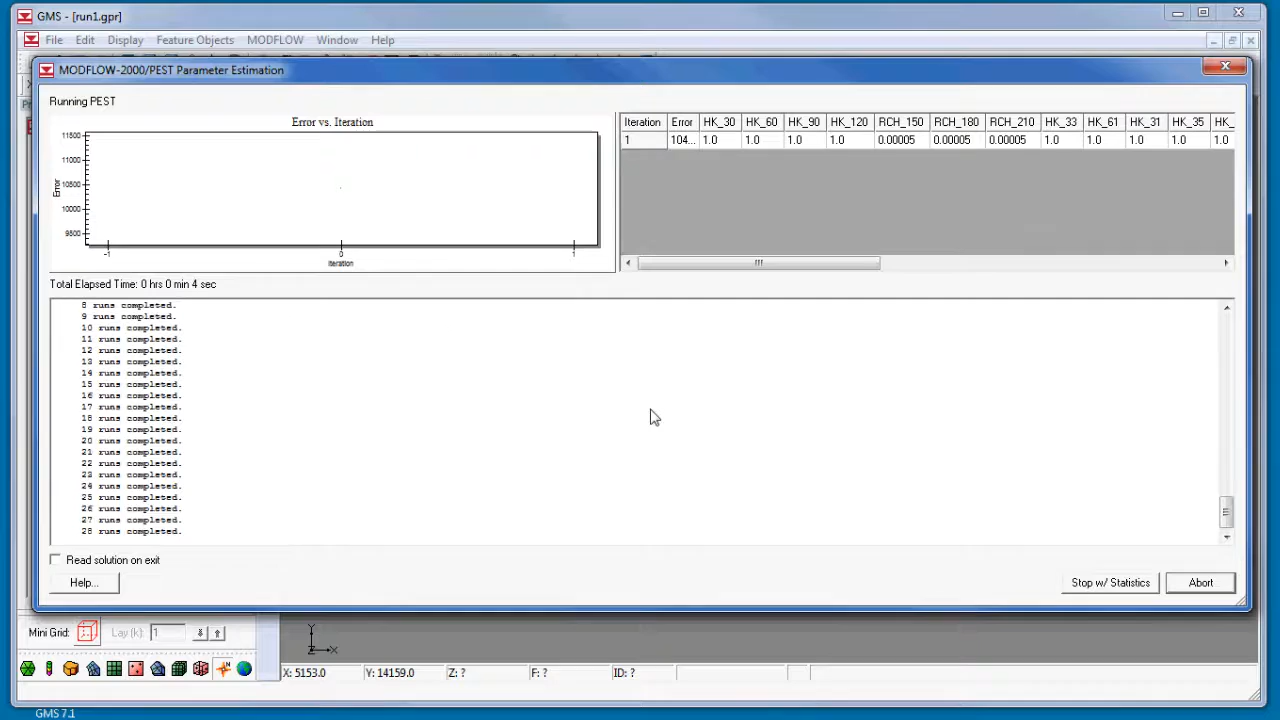 GMS - [run1.gpr]
File Edit Display Feature Objects MODFLOW Window Help
MODFLOW-2000/PEST Parameter Estimation
Running PEST
Error vs. Iteration
11500
11000
10500
10000
9500
Error
-1 0 1
Iteration
Iteration Error HK_30 HK_60 HK_90 HK_120 RCH_150 RCH_180 RCH_210 HK_33 HK_61 HK_31 HK_35 HK_
1 104... 1.0 1.0 1.0 1.0 0.00005 0.00005 0.00005 1.0 1.0 1.0 1.0 1.0
Total Elapsed Time: 0 hrs 0 min 4 sec
8 runs completed.
9 runs completed.
10 runs completed.
11 runs completed.
12 runs completed.
13 runs completed.
14 runs completed.
15 runs completed.
16 runs completed.
17 runs completed.
18 runs completed.
19 runs completed.
20 runs completed.
21 runs completed.
22 runs completed.
23 runs completed.
24 runs completed.
25 runs completed.
26 runs completed.
27 runs completed.
28 runs completed.
Read solution on exit
Help... Stop w/ Statistics Abort
Mini Grid: Lay (k): 1
Y
X
X: 5153.0 Y: 14159.0 Z: ? F: ? ID: ?
GMS 7.1